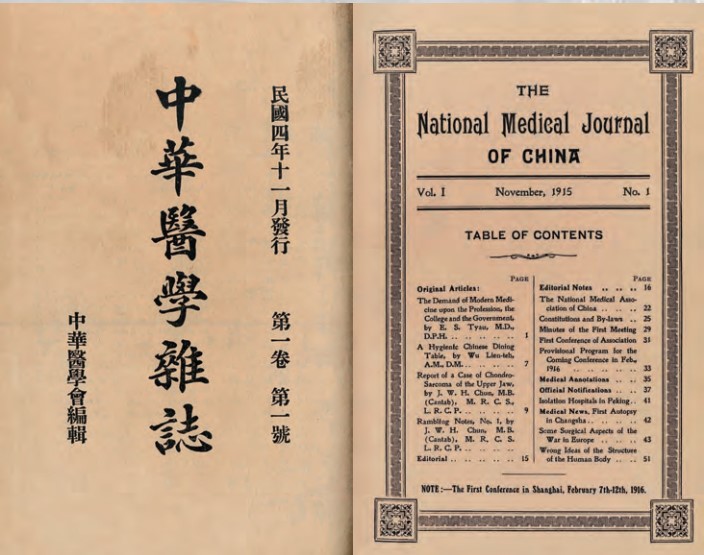 民國四年十一月發行 第一卷 第一號
中華醫學雜誌
中華醫學會編輯
THE
National Medical Journal
OF CHINA
Vol. I November, 1915 No. 1
TABLE OF CONTENTS
PAGE
Original Articles:
The Demand of Modern Medi-
cine upon the Profession, the
College and the Government,
by E. S. Tyau, M.D.,
D.P.H. .. .. .. .. .. 1
A Hygienic Chinese Dining
Table, by Wu Lien-teh,
A.M., D.M. .. .. .. .. 7
Report of a Case of Chondro-
Sarcoma of the Upper Jaw,
by J. W. H. Chun, M.B.
(Cantab), M. R. C. S.,
L. R. C. P. .. .. .. .. 9
Rambling Notes, No. 1, by
J. W. H. Chun, M.B.
(Cantab), M. R. C. S.
L. R. C. P. .. .. .. ..
Editorial .. .. .. .. .. 15
PAGE
Editorial Notes .. .. .. 16
The National Medical Asso-
ciation of China .. .. .. 22
Constitutions and By-laws .. 25
Minutes of the First Meeting 29
First Conference of Association 31
Provisional Program for the
Coming Conference in Feb.,
1916 .. .. .. .. .. 33
Medical Annotations .. .. 35
Official Notifications .. .. 37
Isolation Hospitals in Peking.. 41
Medical News, First Autopsy
in Changsha .. .. .. .. 42
Some Surgical Aspects of the
War in Europe .. .. .. 43
Wrong Ideas of the Structure
of the Human Body .. .. 51
NOTE:—The First Conference in Shanghai, February 7th-12th, 1916.